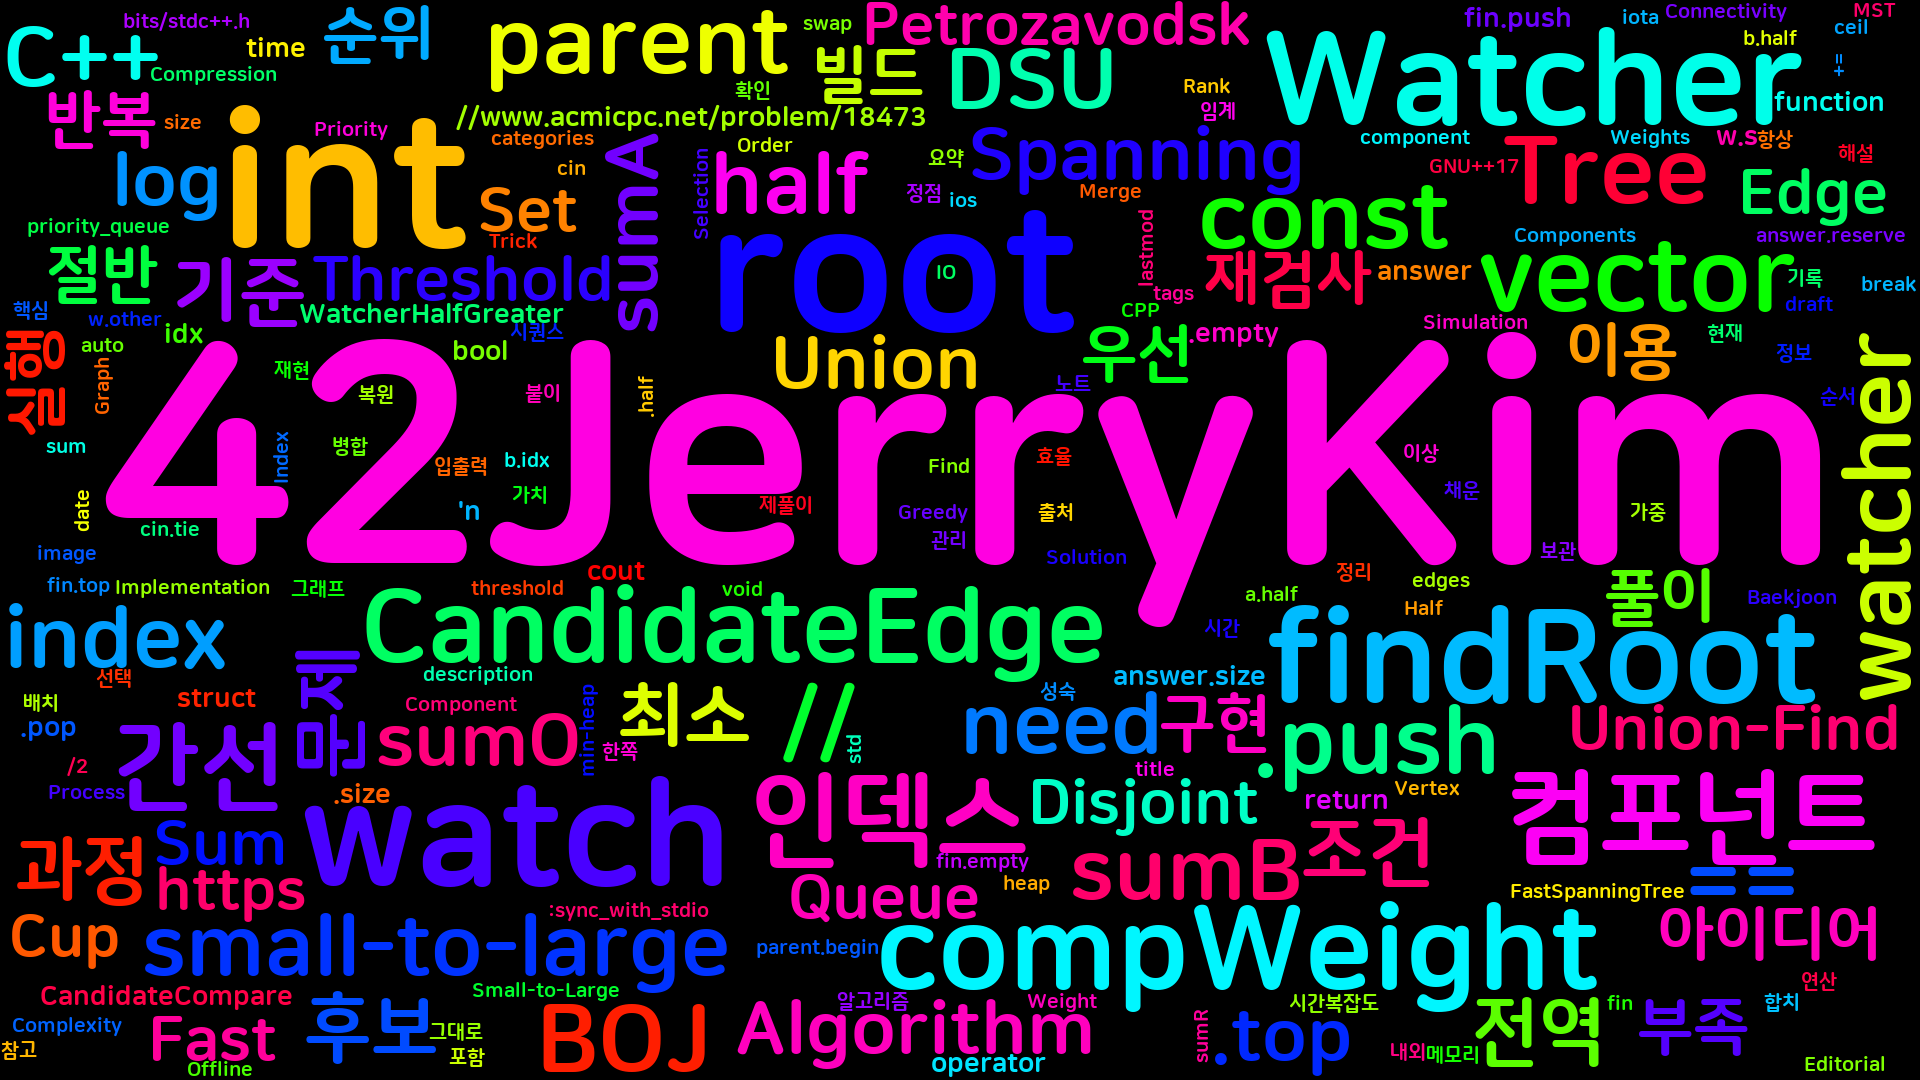 bits/stdc++.h
C++
time
Compression
순위
parent
swap
Petrozavodsk
빌드
DSU
확인
Watcher
fin.push
iota
Connectivity
MST
ceil
b.half
+=
function
반복
size
Priority
//www.acmicpc.net/problem/18473
categories
Order
Rank
임계
component
Weights
W.s
항상
해설
log
int
cin
Set
sumA
Selection
half
요약
정점
ios
Spanning
Merge
GNU++17
Tree
Edge
const
priority_queue
Trick
절반
기준
Threshold
root
IO
lastmod
tags
재검사
answer
Components
vector
answer.reserve
기록
draft
break
핵심
w.other
WatcherHalfGreater
시퀀스
idx
auto
bool
Union
CPP
우선
.empty
Simulation
이용
현재
정보
실행
Graph
재현
복원
붙이
.half
노트
순서
watcher
42JerryKim
sum
Index
병합
입출력
b.idx
가치
Find
효율
이상
채운
가중
date
cin.tie
'n
제풀이
Greedy
관리
출처
보관
image
fin.top
Implementation
그래프
threshold
cout
void
Solution
정리
a.half
edges
Half
풀이
Baekjoon
index
CandidateEdge
시간
findRoot
선택
배치
.pop
struct
마지
description
Component
sumO
min-heap
최소
한쪽
//
std
성숙
answer.size
need
구현
.push
Union-Find
/2
Process
간선
.size
watch
인덱스
title
Disjoint
return
Vertex
컴포넌트
과정
Sum
https
fin.empty
Queue
heap
sumB
조건
FastSpanningTree
==
Cup
:sync_with_stdio
small-to-large
parent.begin
compWeight
아이디어
연산
CandidateCompare
Small-to-Large
알고리즘
Weight
시간복잡도
fin
합치
Complexity
참고
Fast
Offline
후보
그대로
포함
BOJ
Algorithm
operator
sumR
.top
내외
메모리
전역
부족
Editorial